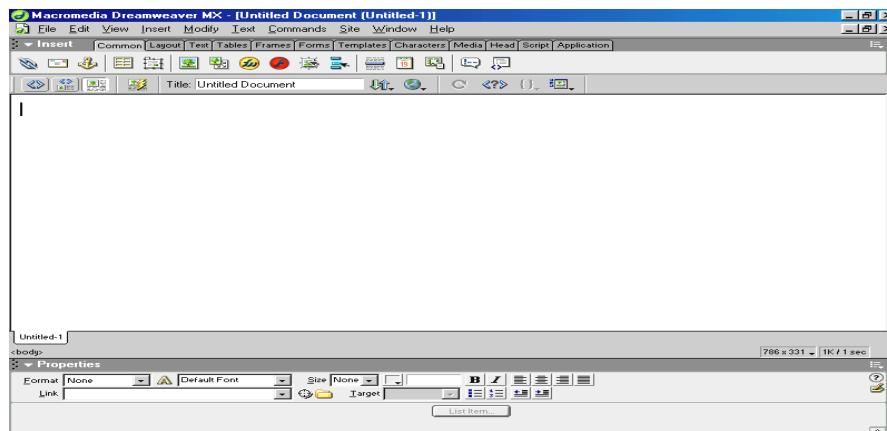 Macromedia Dreamweaver MX - [Untitled Document (Untitled-1)]
File Edit View Insert Modify Text Commands Site Window Help
Insert Common Layout Text Tables Frames Forms Templates Characters Media Head Script Application
Title: Untitled Document
Untitled-1
<body> 786 x 331 1K / 1 sec
Properties
Format None Default Font Size None B I
Link Target
List Item...